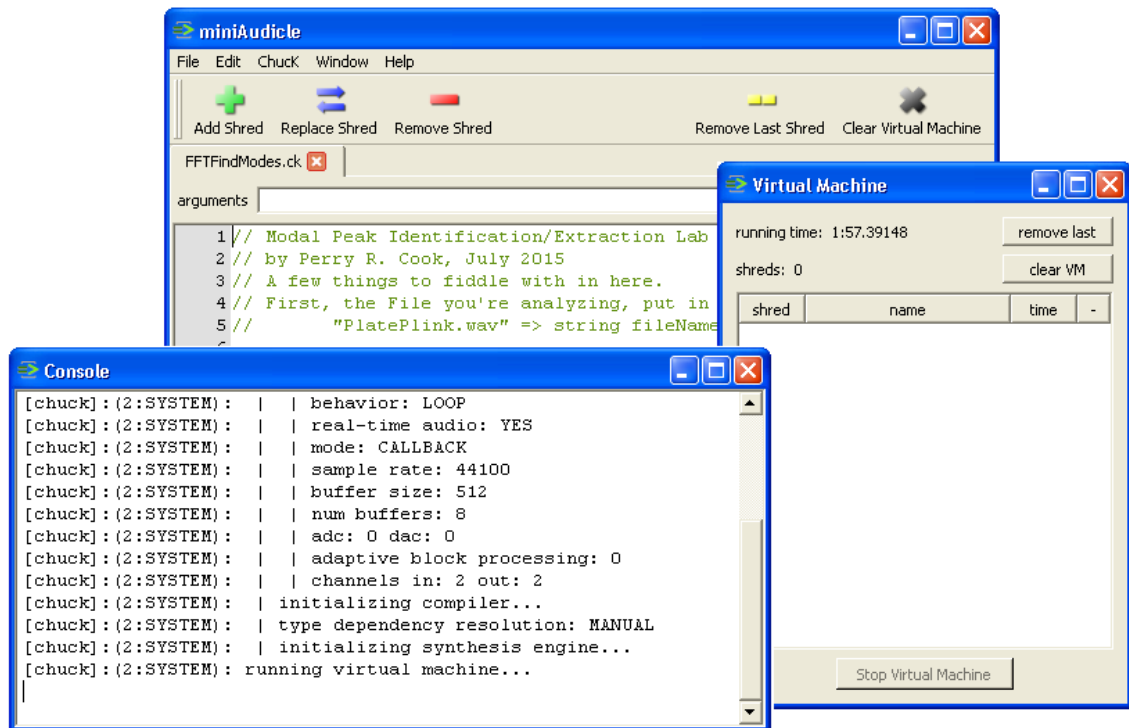 miniAudicle
File Edit ChucK Window Help
Add Shred Replace Shred Remove Shred Remove Last Shred Clear Virtual Machine
FFTFindModes.ck
arguments
1 // Modal Peak Identification/Extraction Lab
2 // by Perry R. Cook, July 2015
3 // A few things to fiddle with in here.
4 // First, the File you're analyzing, put in
5 // "PlatePlink.wav" => string fileName
Virtual Machine
running time: 1:57.39148 remove last
shreds: 0 clear VM
shred name time -
Stop Virtual Machine
Console
[chuck]:(2:SYSTEM): | | behavior: LOOP
[chuck]:(2:SYSTEM): | | real-time audio: YES
[chuck]:(2:SYSTEM): | | mode: CALLBACK
[chuck]:(2:SYSTEM): | | sample rate: 44100
[chuck]:(2:SYSTEM): | | buffer size: 512
[chuck]:(2:SYSTEM): | | num buffers: 8
[chuck]:(2:SYSTEM): | | adc: 0 dac: 0
[chuck]:(2:SYSTEM): | | adaptive block processing: 0
[chuck]:(2:SYSTEM): | | channels in: 2 out: 2
[chuck]:(2:SYSTEM): | initializing compiler...
[chuck]:(2:SYSTEM): | type dependency resolution: MANUAL
[chuck]:(2:SYSTEM): | initializing synthesis engine...
[chuck]:(2:SYSTEM): running virtual machine...